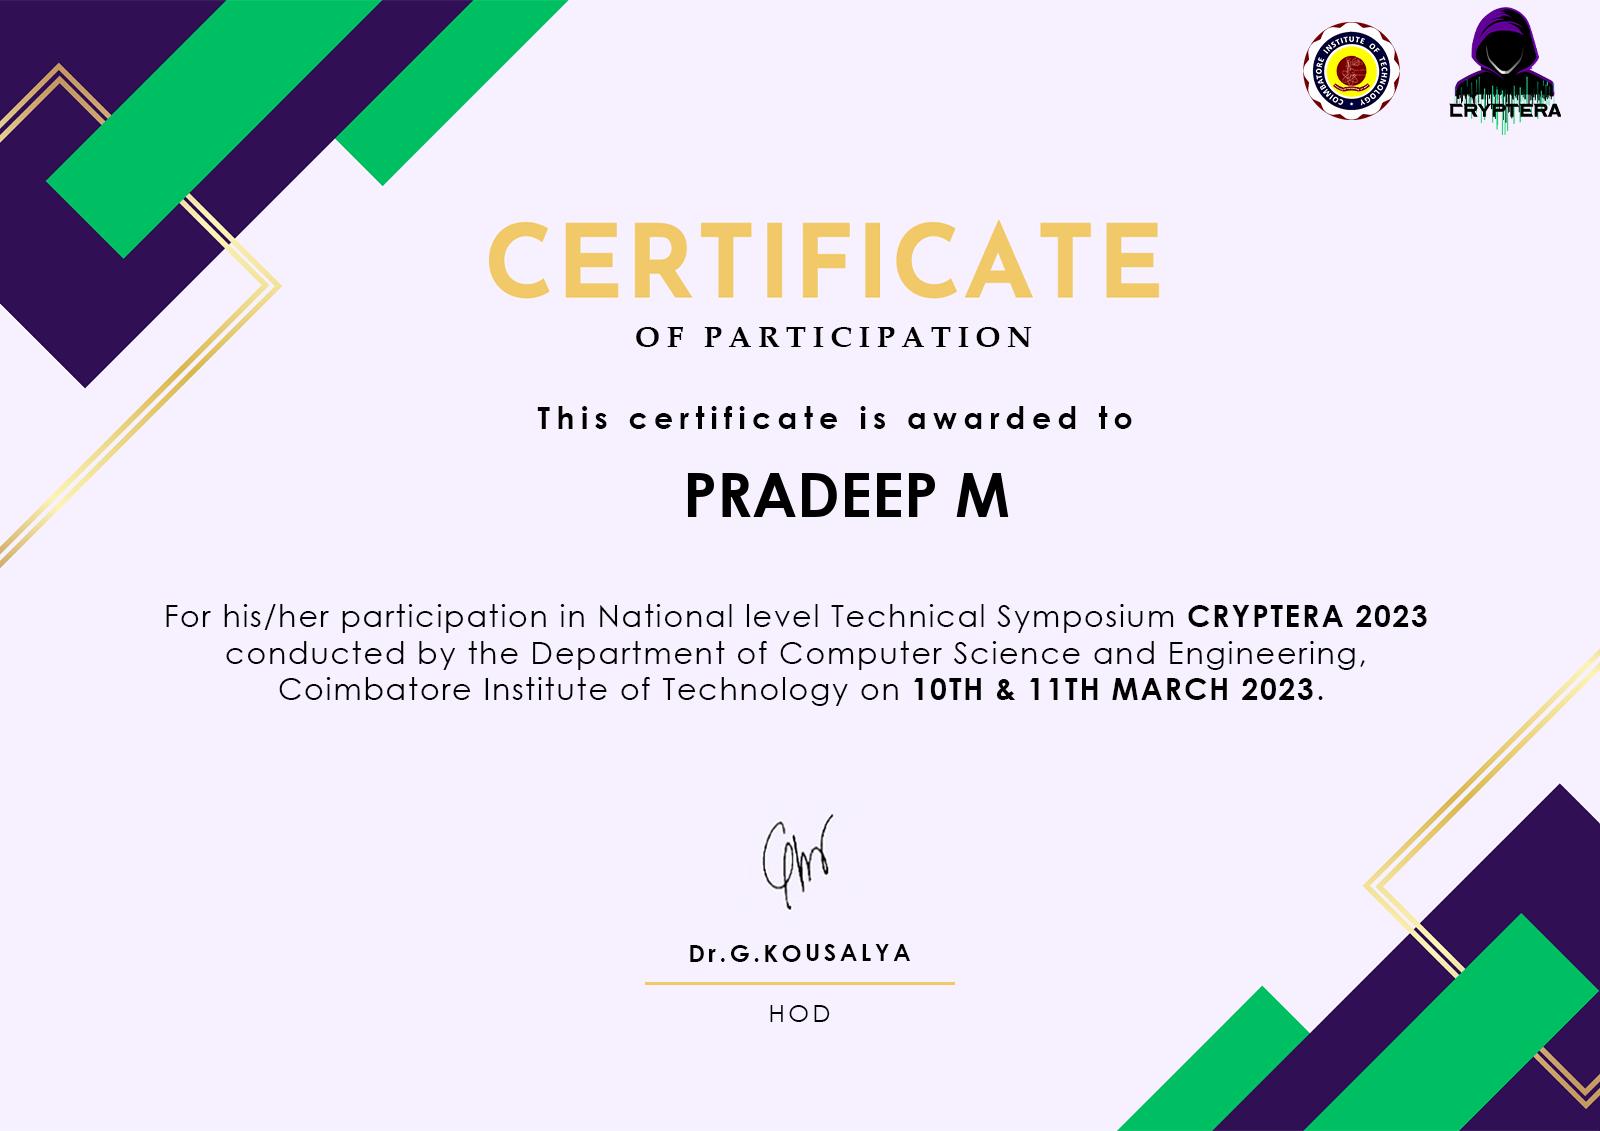 COIMBATORE INSTITUTE OF TECHNOLOGY
CRYPTERA
CERTIFICATE
OF PARTICIPATION
This certificate is awarded to
PRADEEP M
For his/her participation in National level Technical Symposium CRYPTERA 2023
conducted by the Department of Computer Science and Engineering,
Coimbatore Institute of Technology on 10TH & 11TH MARCH 2023.
Dr.G.KOUSALYA
HOD